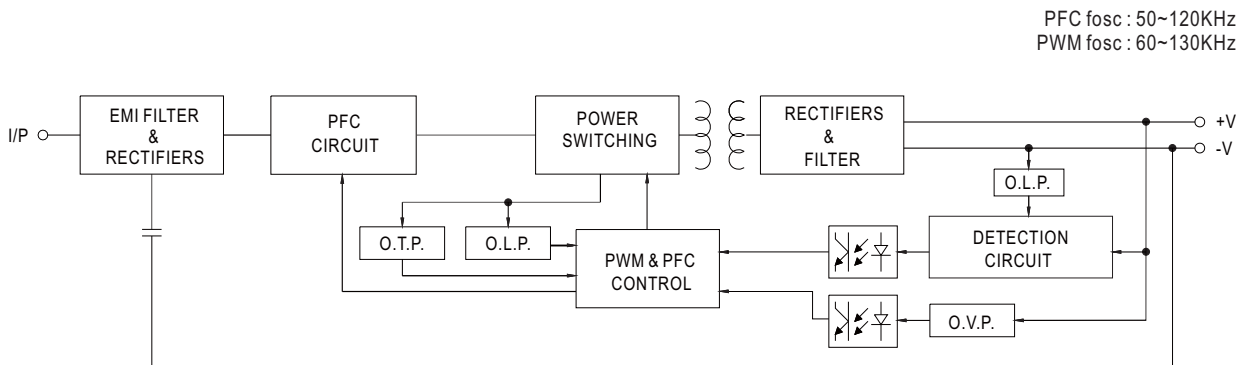 PFC fosc : 50~120KHz
PWM fosc : 60~130KHz
I/P
EMI FILTER
&
RECTIFIERS
PFC
CIRCUIT
POWER
SWITCHING
RECTIFIERS
&
FILTER
+V
-V
O.L.P.
O.T.P.
O.L.P.
PWM & PFC
CONTROL
DETECTION
CIRCUIT
O.V.P.